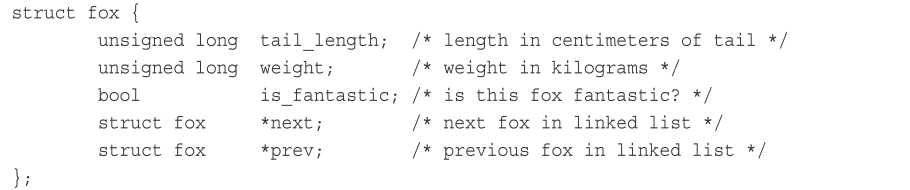 struct fox {
        unsigned long  tail_length;  /* length in centimeters of tail */
        unsigned long  weight;       /* weight in kilograms */
        bool           is_fantastic; /* is this fox fantastic? */
        struct fox     *next;        /* next fox in linked list */
        struct fox     *prev;        /* previous fox in linked list */
};